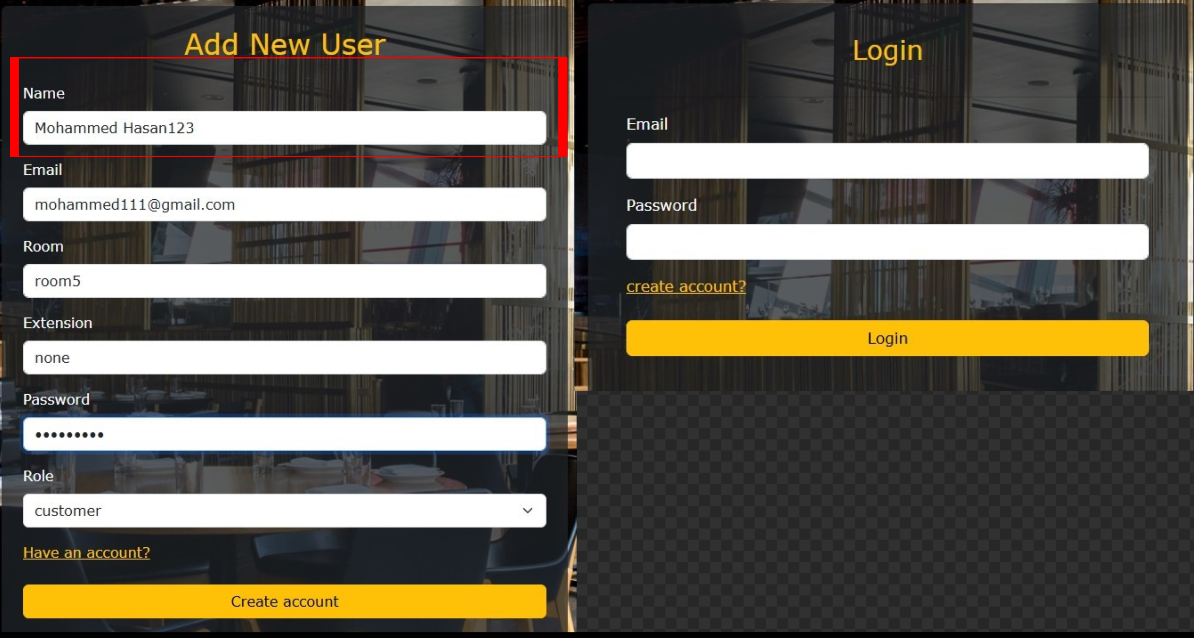 Add New User
Name
Mohammed Hasan123
Email
mohammed111@gmail.com
Room
room5
Extension
none
Password
•••••••••
Role
customer
Have an account?
Create account
Login
Email
Password
create account?
Login